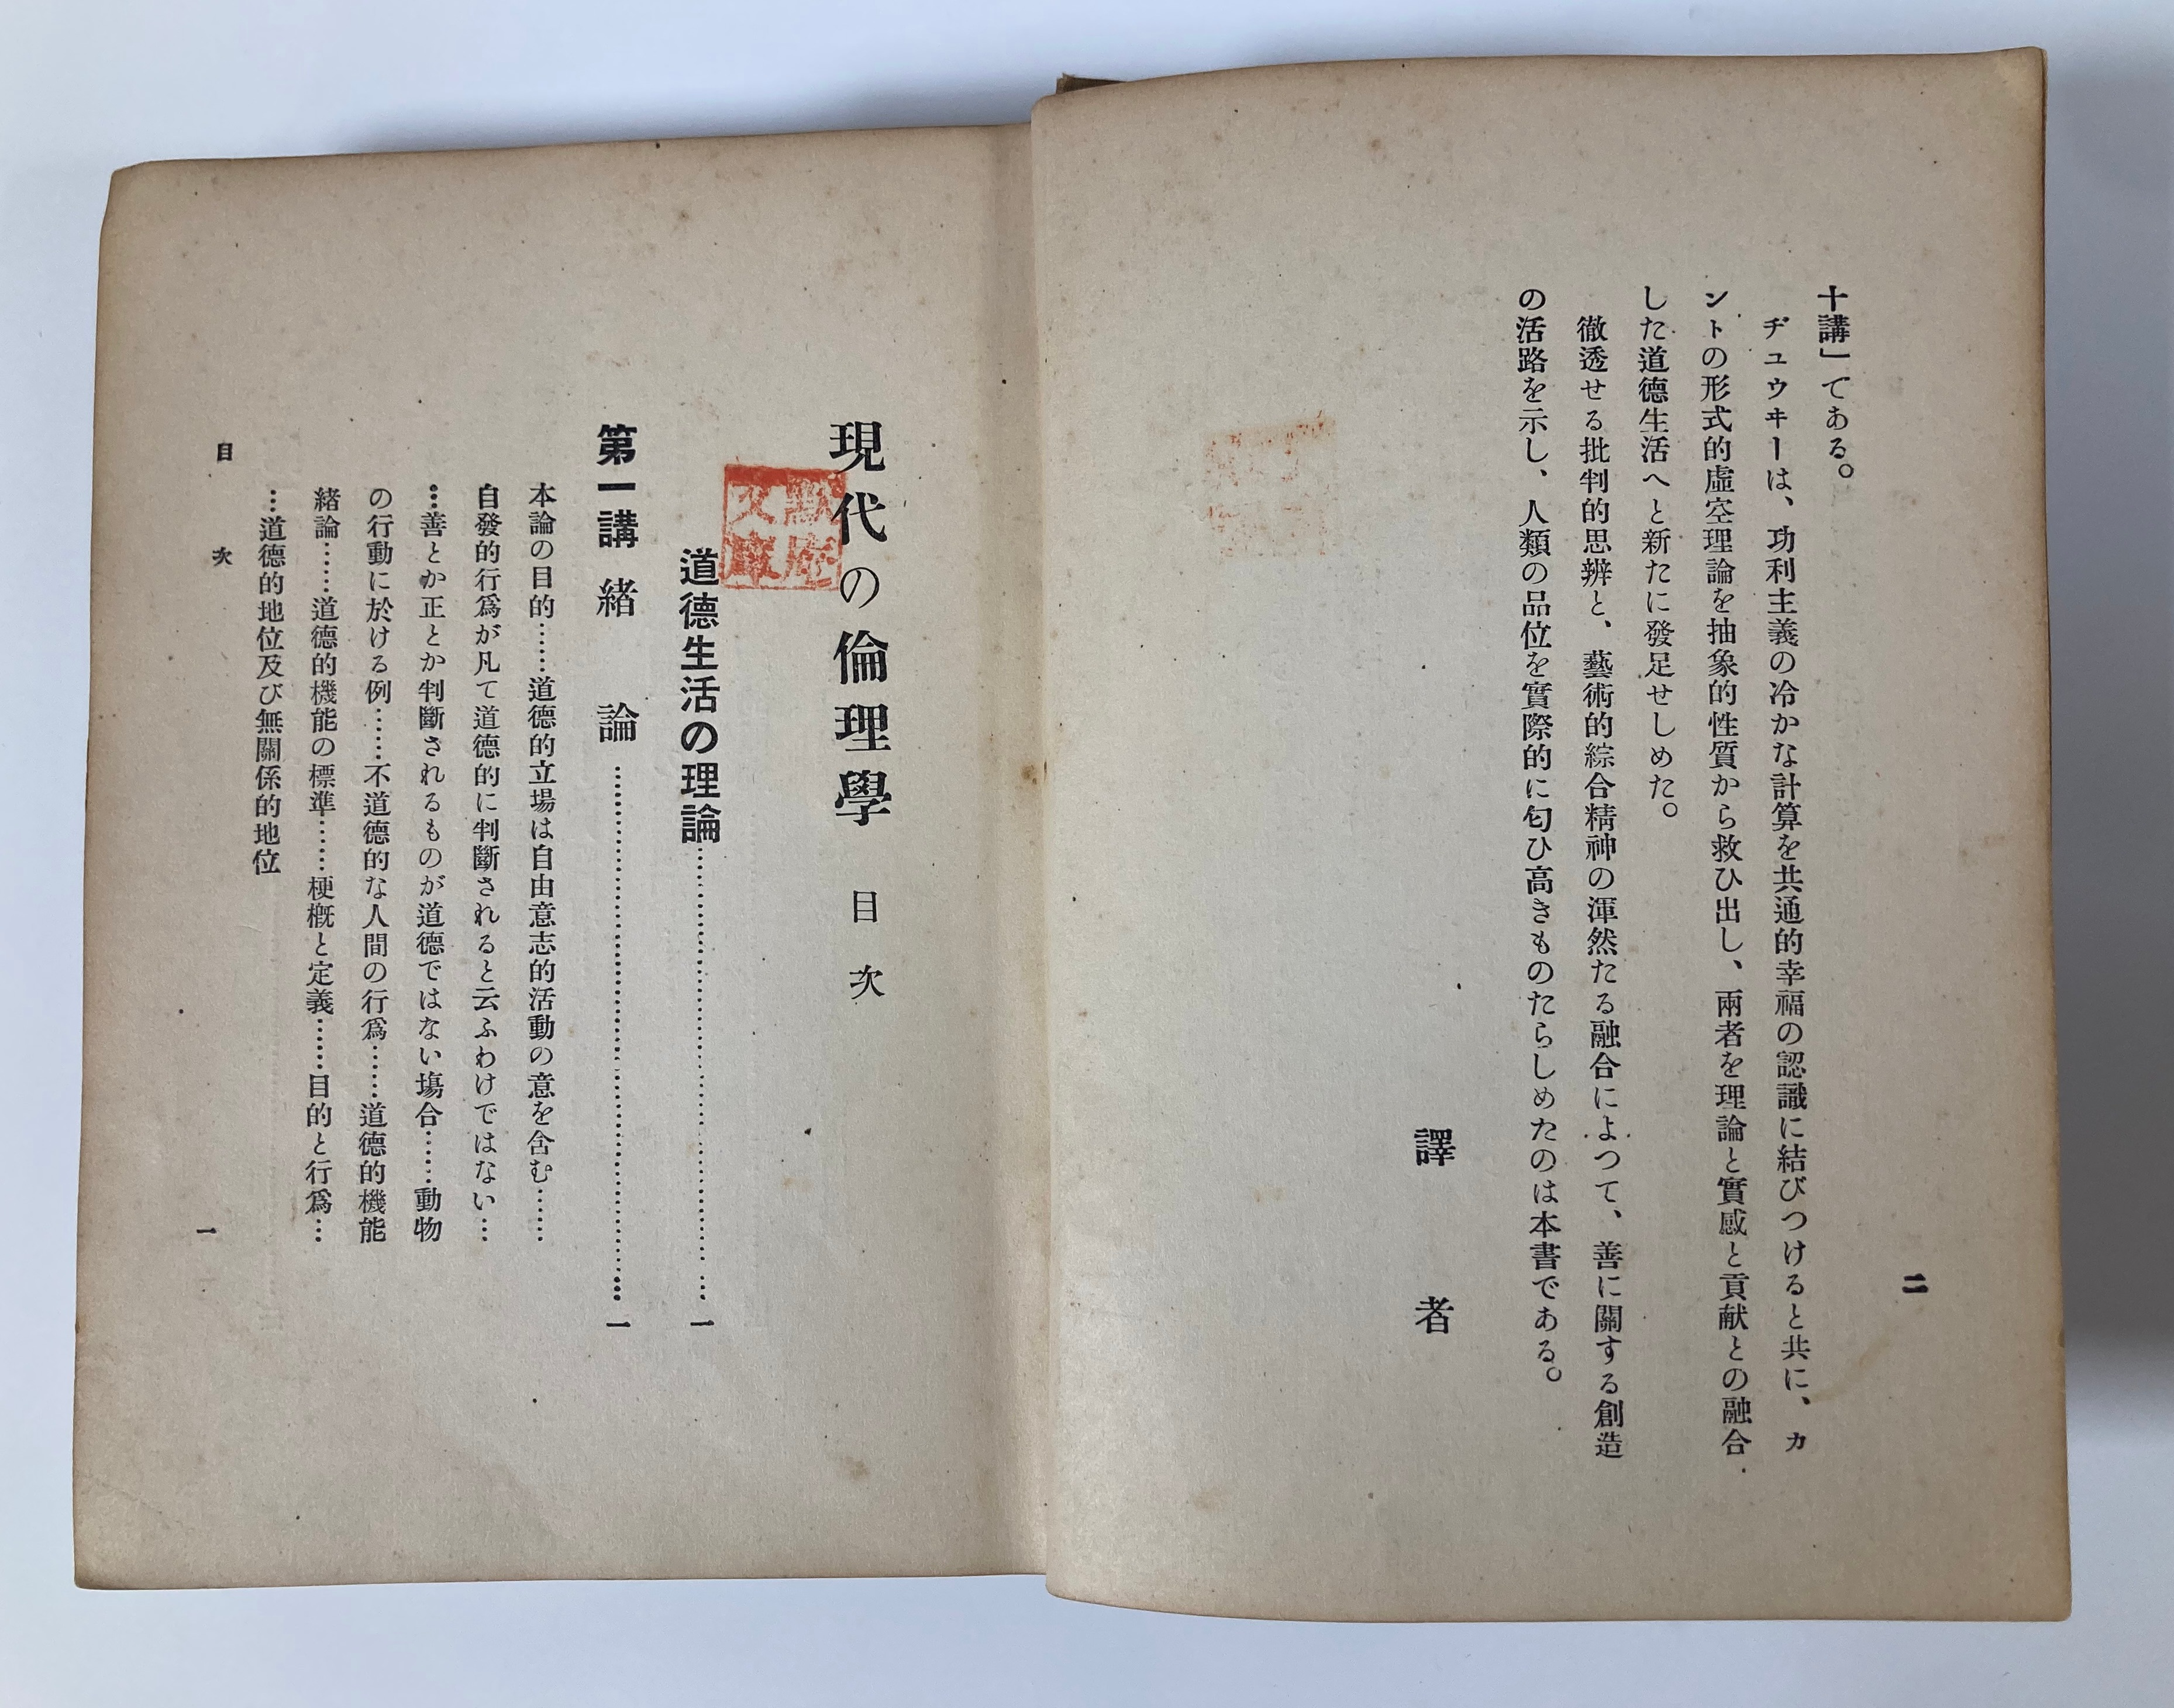 二
十講」である。
ヂュウヰーは、功利主義の冷かな計算を共通的幸福の認識に結びつけると共に、カ
ントの形式的虛空理論を抽象的性質から救ひ出し、兩者を理論と實感と貢献との融合
した道德生活へと新たに發足せしめた。
徹透せる批判的思辨と、藝術的綜合精神の渾然たる融合によつて、善に關する創造
の活路を示し、人類の品位を實際的に匂ひ高きものたらしめたのは本書である。
譯者
現代の倫理學 目次
道德生活の理論……………………………一
第一講 緖論……………………………一
本論の目的……道德的立場は自由意志的活動の意を含む……
自發的行爲が凡て道德的に判斷されると云ふわけではない…
…善とか正とか判斷されるものが道德ではない塲合……動物
の行動に於ける例……不道德的な人間の行爲……道德的機能
緒論……道德的機能の標準……梗槪と定義……目的と行爲…
…道德的地位及び無關係的地位
目次
一
默庵
文庫